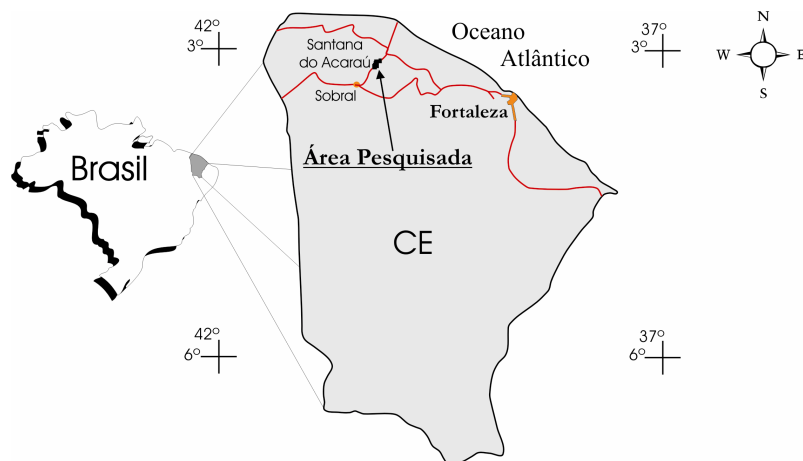 42°
3°
Santana
do Acaraú
Sobral
Oceano
Atlântico
37°
3°
N
W
E
S
Fortaleza
Brasil
Área Pesquisada
CE
42°
6°
37°
6°